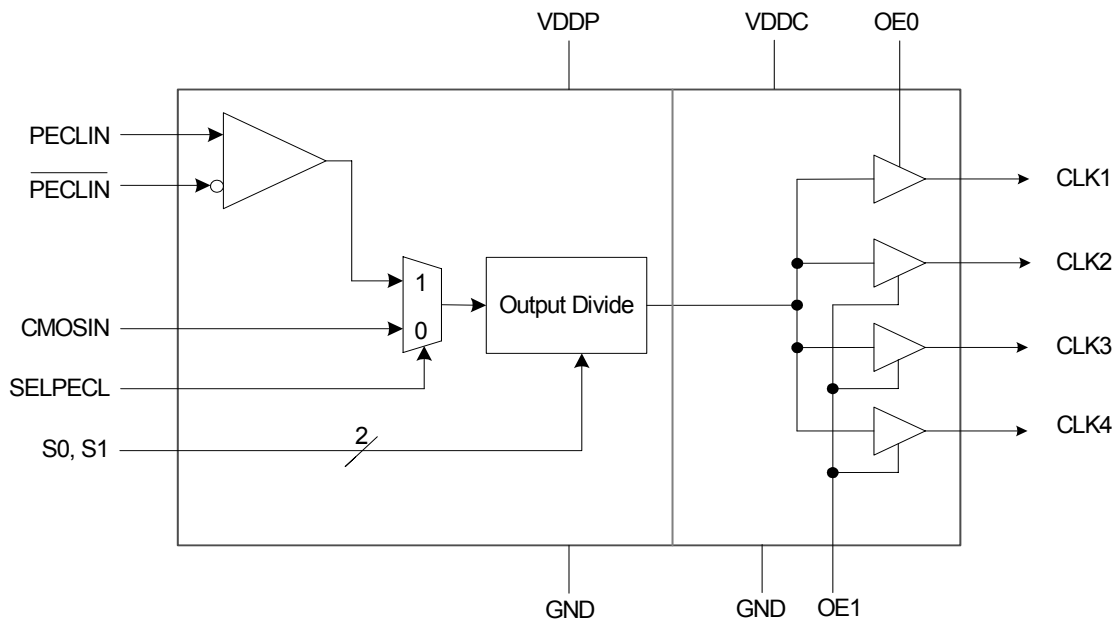 VDDP
VDDC
OE0
PECLIN
PECLIN
CMOSIN
SELPECL
S0, S1
2
1
0
Output Divide
CLK1
CLK2
CLK3
CLK4
GND
GND
OE1